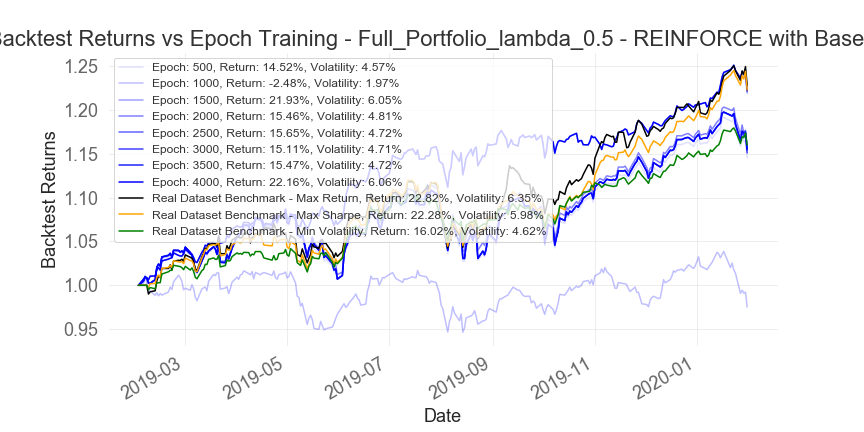 Backtest Returns vs Epoch Training - Full_Portfolio_lambda_0.5 - REINFORCE with Base
Epoch: 500, Return: 14.52%, Volatility: 4.57%
Epoch: 1000, Return: -2.48%, Volatility: 1.97%
Epoch: 1500, Return: 21.93%, Volatility: 6.05%
Epoch: 2000, Return: 15.46%, Volatility: 4.81%
Epoch: 2500, Return: 15.65%, Volatility: 4.72%
Epoch: 3000, Return: 15.11%, Volatility: 4.71%
Epoch: 3500, Return: 15.47%, Volatility: 4.72%
Epoch: 4000, Return: 22.16%, Volatility: 6.06%
Real Dataset Benchmark - Max Return, Return: 22.82%, Volatility: 6.35%
Real Dataset Benchmark - Max Sharpe, Return: 22.28%, Volatility: 5.98%
Real Dataset Benchmark - Min Volatility, Return: 16.02%, Volatility: 4.62%
Backtest Returns
1.25
1.20
1.15
1.10
1.05
1.00
0.95
2019-03
2019-05
2019-07
2019-09
2019-11
2020-01
Date